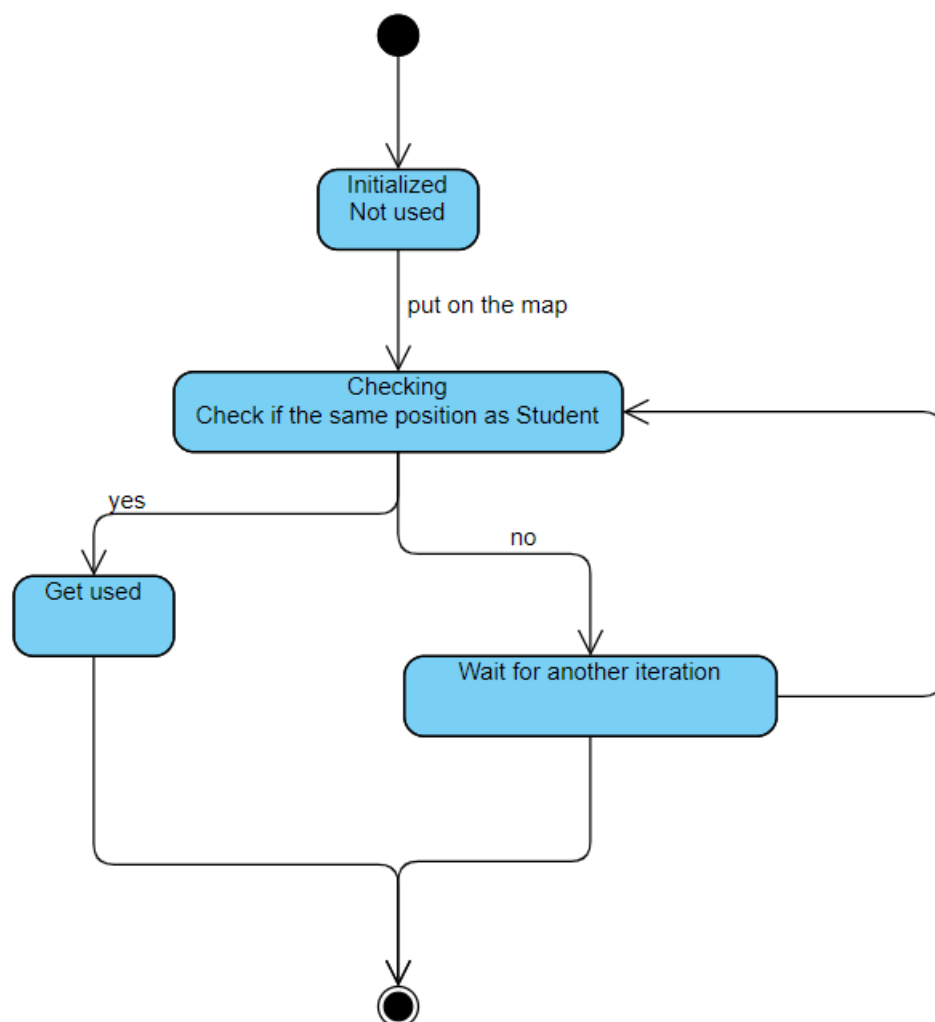 Initialized
Not used
put on the map
Checking
Check if the same position as Student
yes
no
Get used
Wait for another iteration